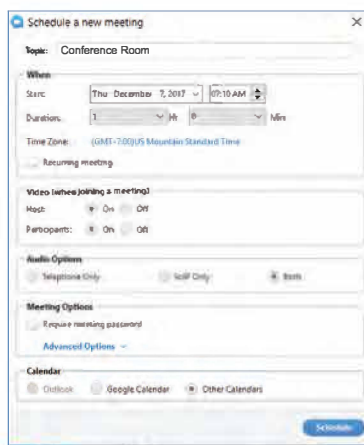 Schedule a new meeting
Topic: Conference Room
When
Start: Thu December 7, 2017 07:10 AM
Duration: 1 Hr 0 Min
Time Zone: (GMT-7:00)US Mountain Standard Time
Recurring meeting
Video (when joining a meeting)
Host: On Off
Participants: On Off
Audio Options
Telephone Only VoIP Only Both
Meeting Options
Require meeting password
Advanced Options
Calendar
Outlook Google Calendar Other Calendars
Schedule